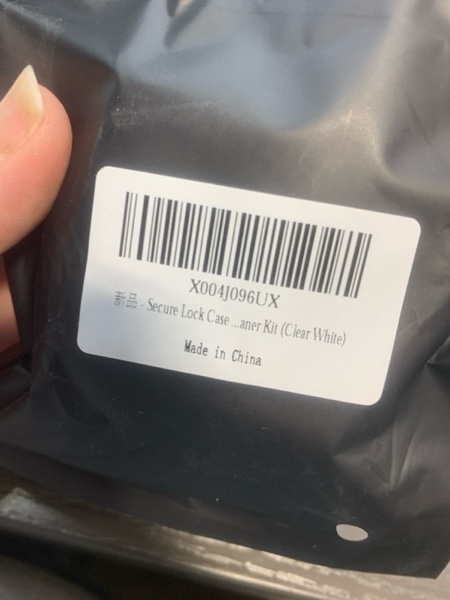 X004J096UX
新品 - Secure Lock Case ...aner Kit (Clear White)
Made in China